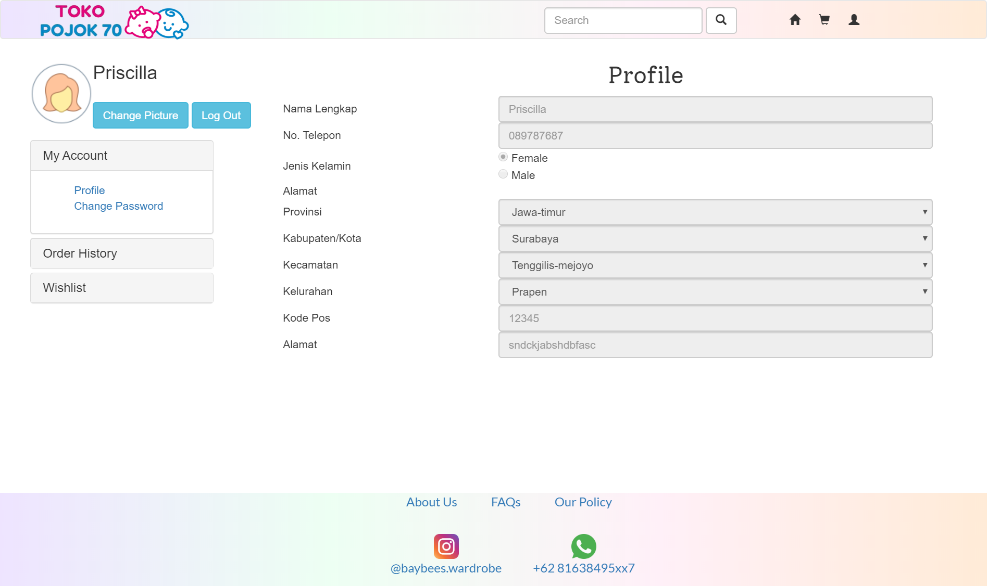 TOKO
POJOK 70
Search
Priscilla
Change Picture
Log Out
My Account
Profile
Change Password
Order History
Wishlist
Profile
Nama Lengkap
Priscilla
No. Telepon
089787687
Jenis Kelamin
Female
Male
Alamat
Provinsi
Jawa-timur
Kabupaten/Kota
Surabaya
Kecamatan
Tenggilis-mejoyo
Kelurahan
Prapen
Kode Pos
12345
Alamat
sndckjabshdbfasc
About Us
FAQs
Our Policy
@baybees.wardrobe
+62 81638495xx7